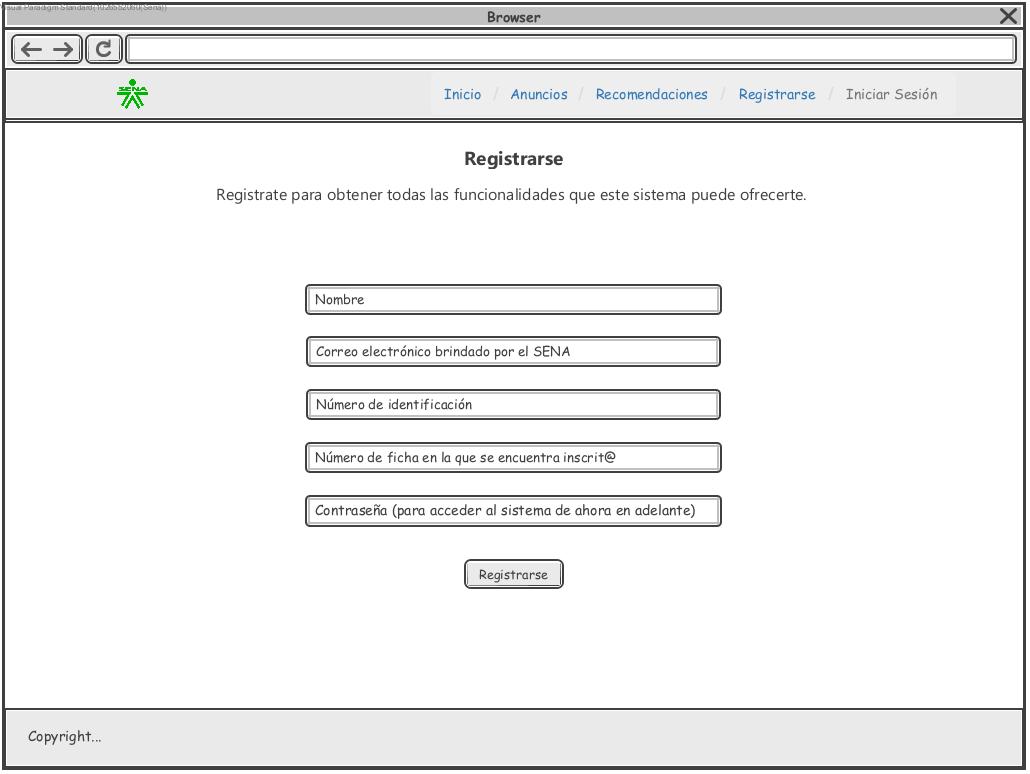 Visual Paradigm Standard(1026552060(Sena))
Browser
SENA
Inicio / Anuncios / Recomendaciones / Registrarse / Iniciar Sesión
Registrarse
Registrate para obtener todas las funcionalidades que este sistema puede ofrecerte.
Nombre
Correo electrónico brindado por el SENA
Número de identificación
Número de ficha en la que se encuentra inscrit@
Contraseña (para acceder al sistema de ahora en adelante)
Registrarse
Copyright...